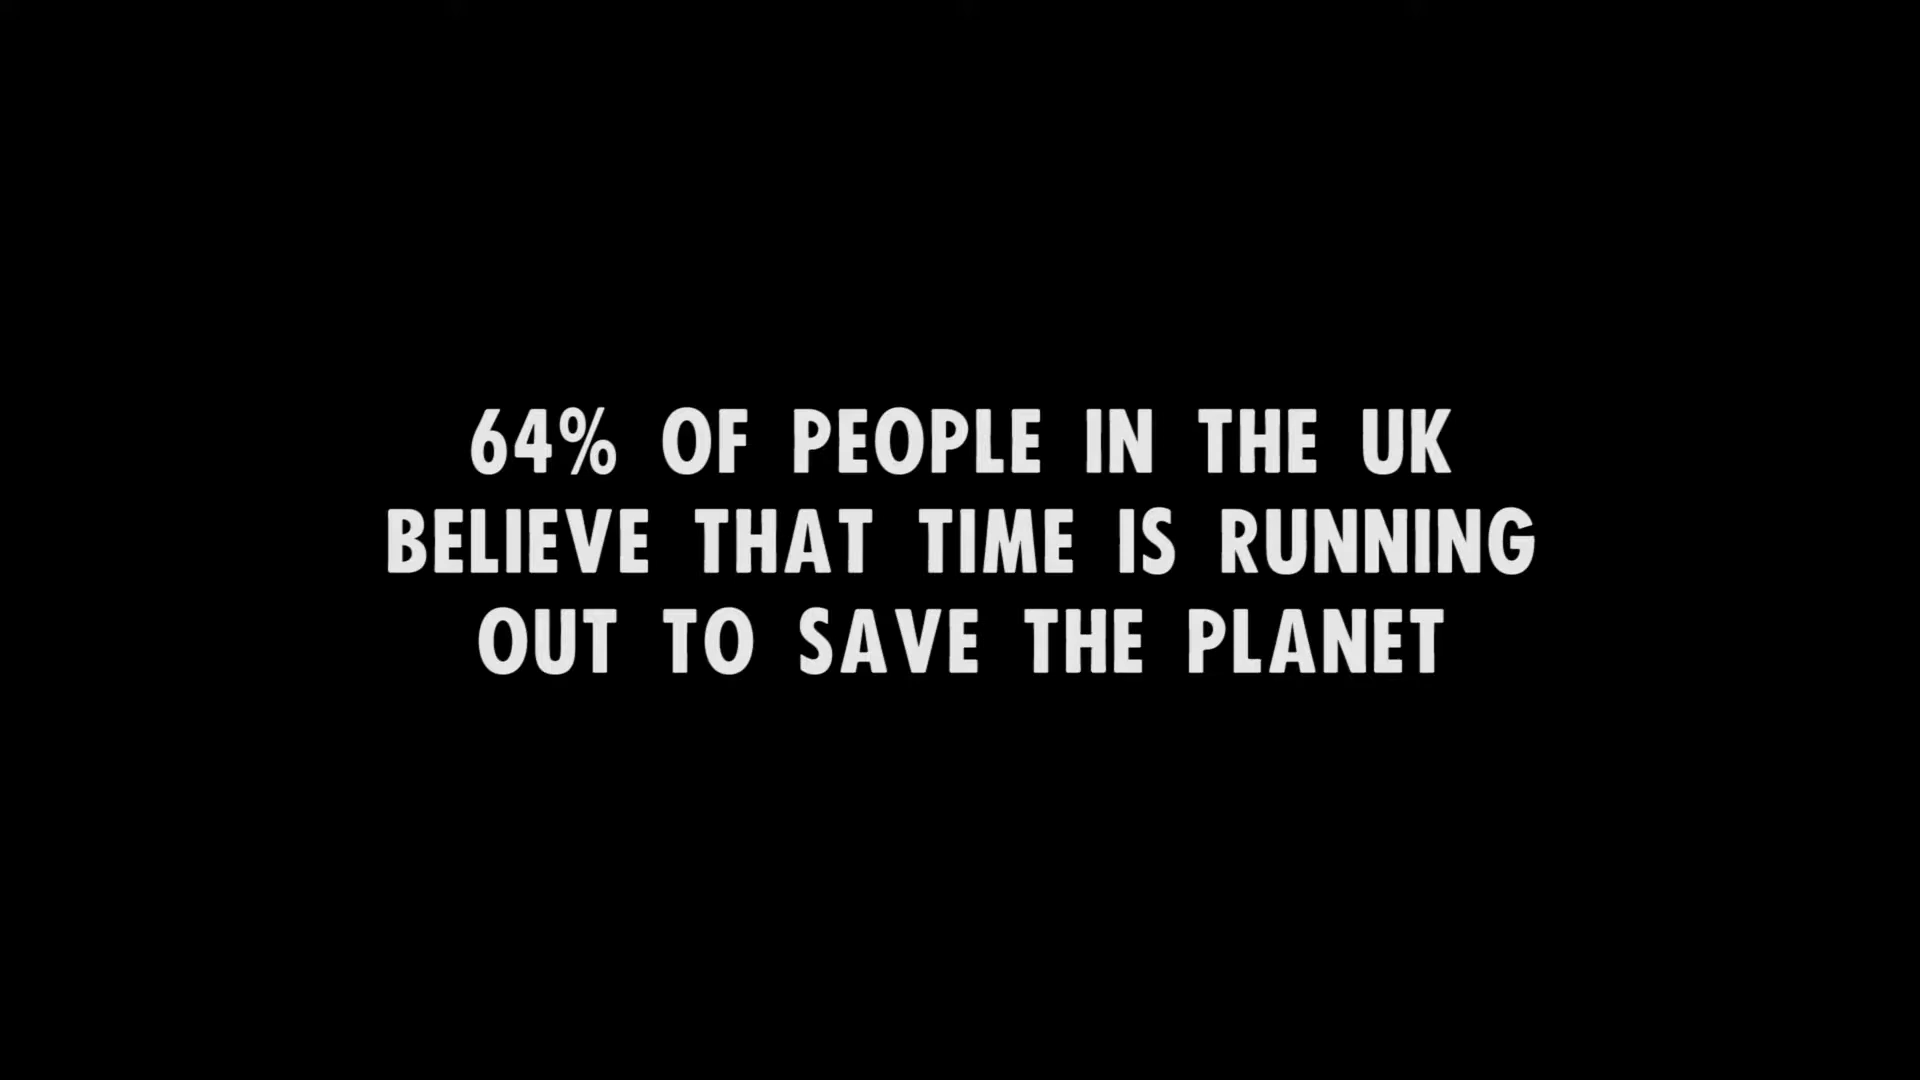 64% OF PEOPLE IN THE UK
BELIEVE THAT TIME IS RUNNING
OUT TO SAVE THE PLANET